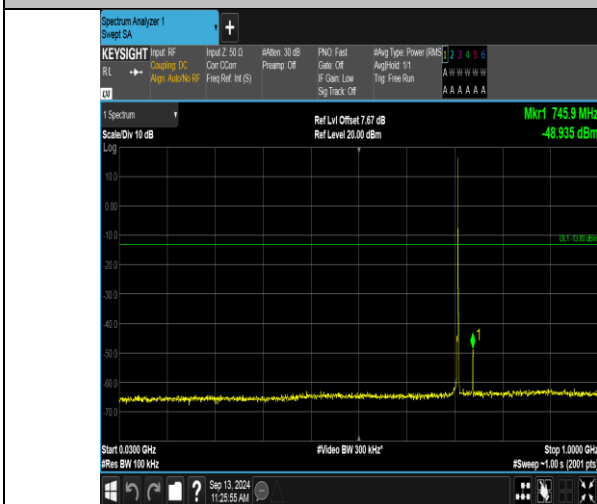 Spectrum Analyzer 1
Swept SA
+
KEYSIGHT Input: RF Input Z: 50 Ω #Atten: 30 dB PNO: Fast #Avg Type: Power (RMS 1 2 3 4 5 6
RL Coupling: DC Corr CCorr Preamp: Off Gate: Off Avg|Hold: 1/1 A W W W W W
Align: Auto/No RF Freq Ref: Int (S) IF Gain: Low Trig: Free Run
Sig Track: Off A A A A A A
1 Spectrum
Ref Lvl Offset 7.67 dB Mkr1 745.9 MHz
Scale/Div 10 dB Ref Level 20.00 dBm -48.935 dBm
Log
10.0
0.00
-10.0
DL1 -13.00 dBm
-20.0
-30.0
-40.0
1
-50.0
-60.0
-70.0
Start 0.0300 GHz #Video BW 300 kHz* Stop 1.0000 GHz
#Res BW 100 kHz #Sweep ~1.00 s (2001 pts)
? Sep 13, 2024
11:25:55 AM